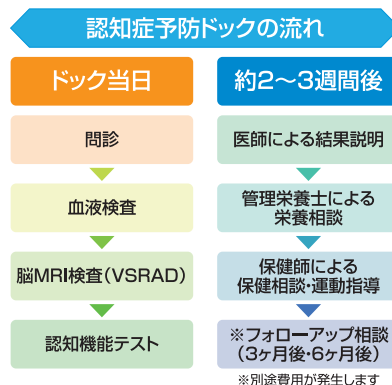 認知症予防ドックの流れ
ドック当日
問診
血液検査
脳MRI検査(VSRAD)
認知機能テスト
約2〜3週間後
医師による結果説明
管理栄養士による
栄養相談
保健師による
保健相談・運動指導
※フォローアップ相談
(3ヶ月後・6ヶ月後)
※別途費用が発生します